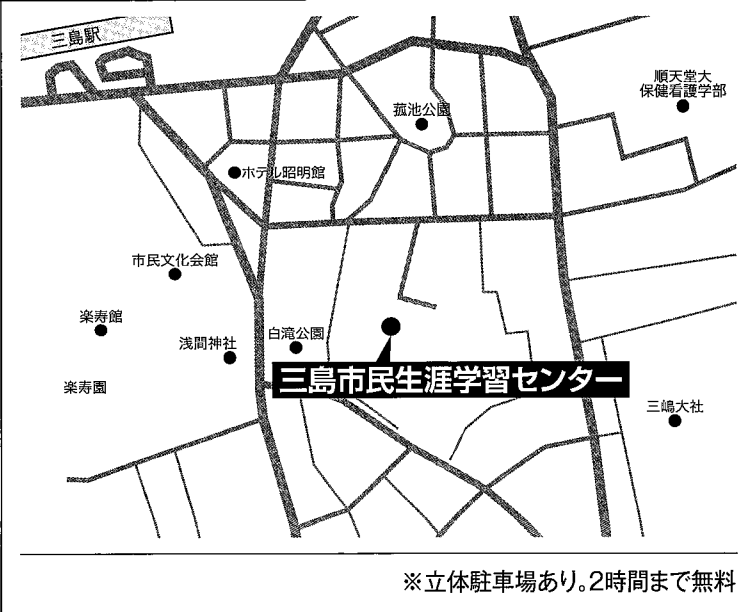 三島駅
順天堂大
保健看護学部
菰池公園
ホテル昭明館
市民文化会館
楽寿館
浅間神社
白滝公園
三島市民生涯学習センター
楽寿園
三嶋大社
※立体駐車場あり。2時間まで無料